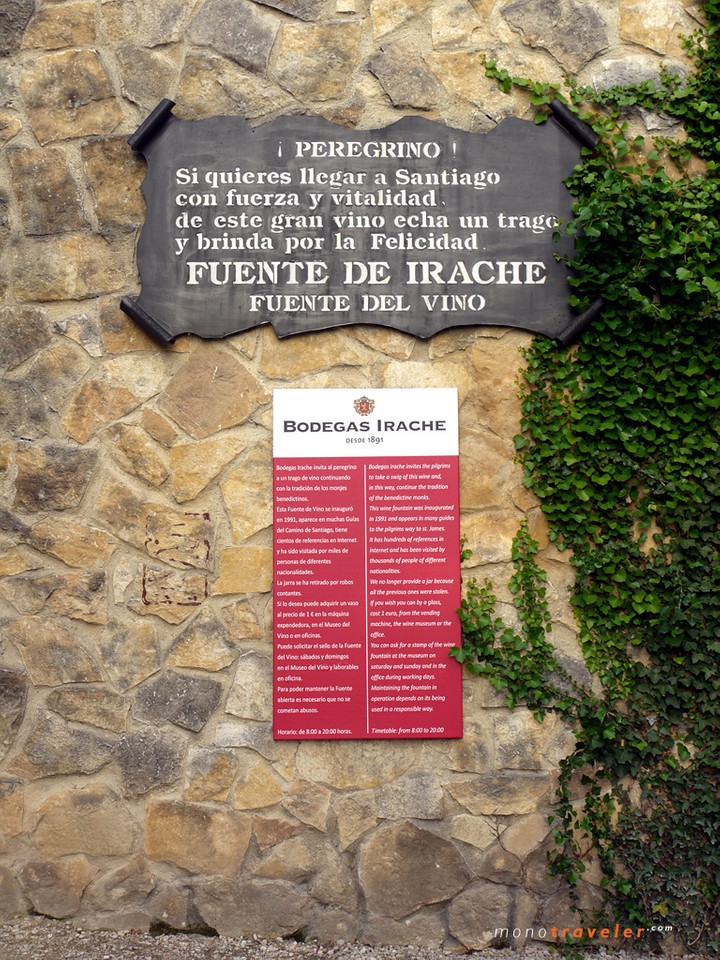 ¡ PEREGRINO !
Si quieres llegar a Santiago
con fuerza y vitalidad,
de este gran vino echa un trago
y brinda por la Felicidad.
FUENTE DE IRACHE
FUENTE DEL VINO
BODEGAS IRACHE
DESDE 1891
Bodegas Irache invita al peregrino
a un trago de vino continuando
con la tradición de los monjes
benedictinos.
Esta Fuente de Vino se inauguró
en 1991, aparece en muchas Guías
del Camino de Santiago, tiene
cientos de referencias en Internet
y ha sido visitada por miles de
personas de diferentes
nacionalidades.
La jarra se ha retirado por robos
contantes.
Si lo desea puede adquirir un vaso
al precio de 1 € en la máquina
expendedora, en el Museo del
Vino o en oficinas.
Puede solicitar el sello de la Fuente
del Vino: sábados y domingos
en el Museo del Vino y laborables
en oficina.
Para poder mantener la Fuente
abierta es necesario que no se
cometan abusos.
Horario: de 8:00 a 20:00 horas.
Bodegas Irache invites the pilgrims
to take a swig of this wine and,
in this way, continue the tradition
of the benedictine monks.
This wine fountain was inaugurated
in 1991 and appears in many guides
to the pilgrims way to st. James.
It has hundreds of references in
internet and has been visited by
thousands of people of different
nationalities.
We no longer provide a jar because
all the previous ones were stolen.
If you wish you can by a glass,
cost 1 euro, from the vending
machine, the wine museum or the
office.
You can ask for a stamp of the wine
fountain at the museum on
saturday and sunday and in the
office during working days.
Maintaining the fountain in
operation depends on its being
used in a responsible way.
Timetable: from 8:00 to 20:00
monotraveler.com